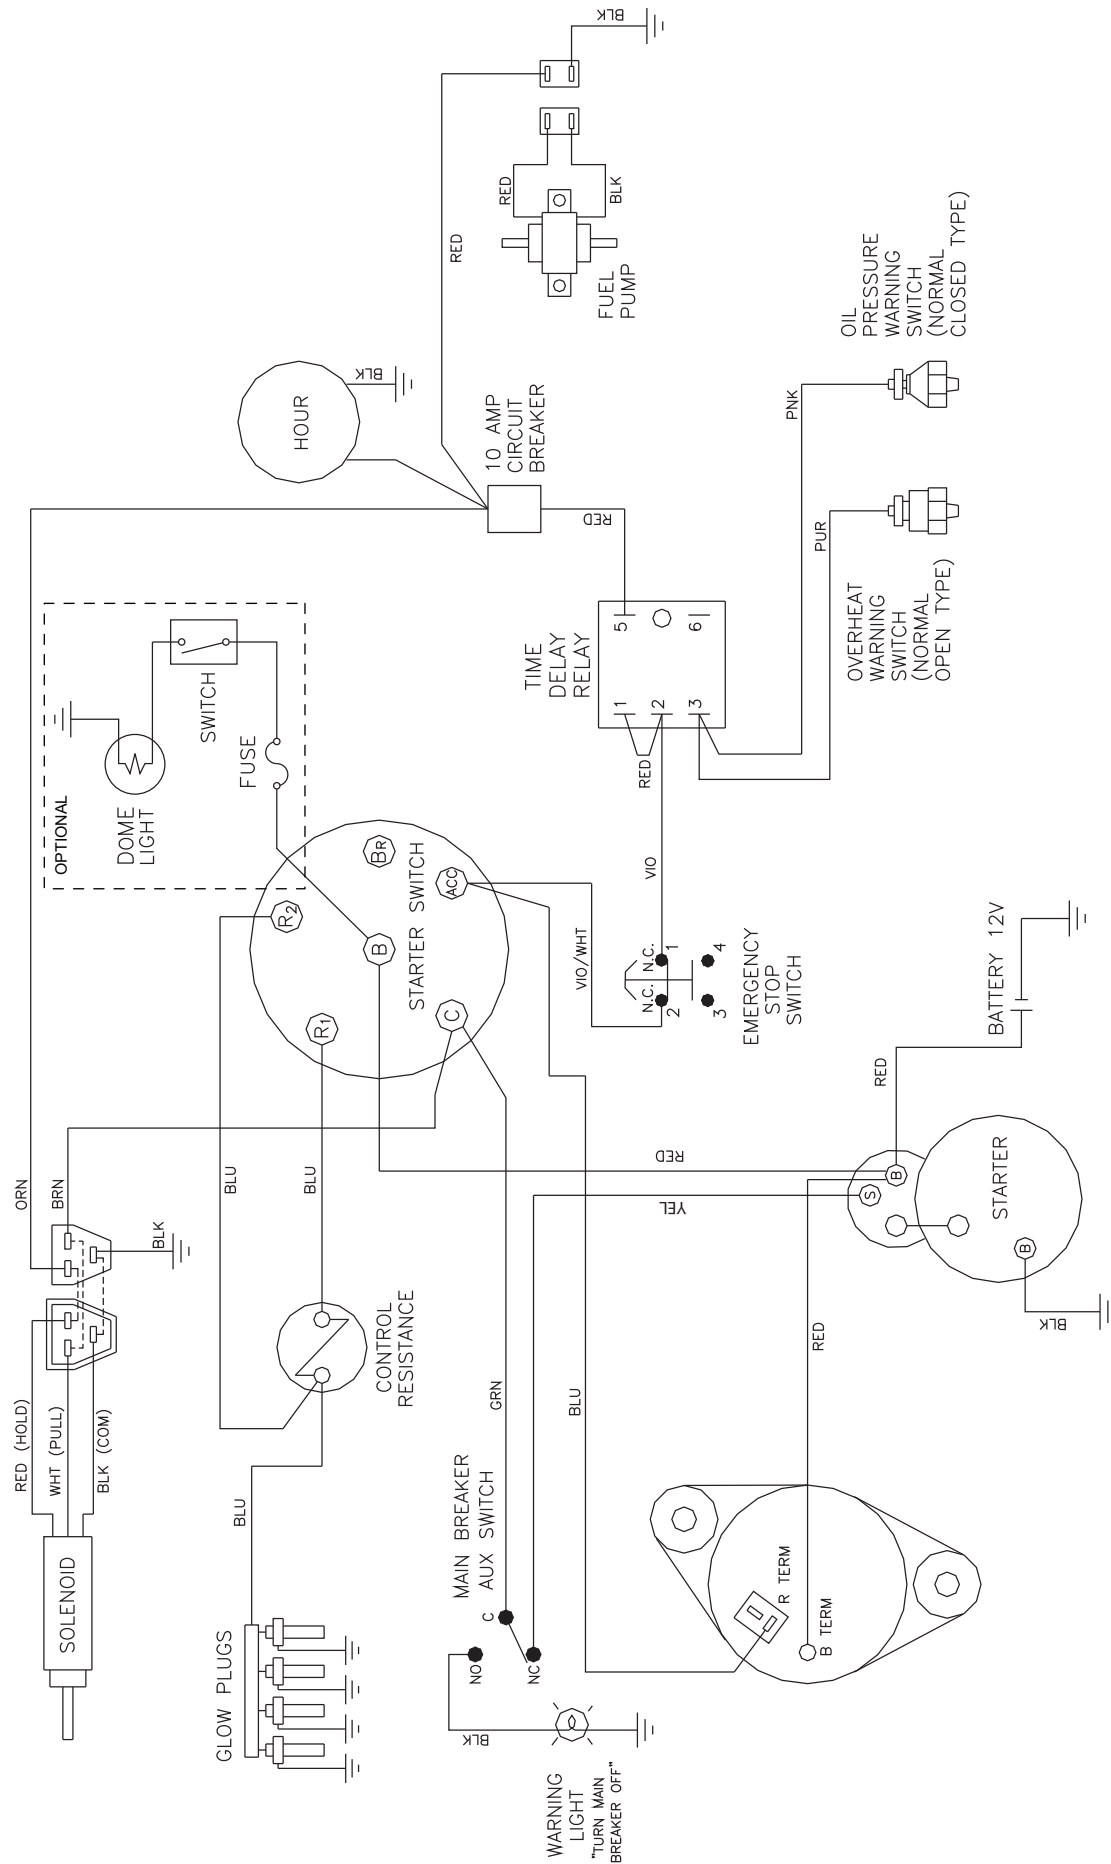 SOLENOID
RED (HOLD)
WHT (PULL)
BLK (COM)
ORN
BRN
BLK
GLOW PLUGS
BLU
BLU
BLU
CONTROL
RESISTANCE
OPTIONAL
DOME
LIGHT
SWITCH
FUSE
HOUR
BLK
R1
R2
B
BR
C
ACC
STARTER SWITCH
10 AMP
CIRCUIT
BREAKER
RED
RED
BLK
RED
BLK
FUEL
PUMP
RED
TIME
DELAY
RELAY
1
2
3
5
6
RED
VIO
VIO/WHT
N.C.
N.C.
1
2
3
4
EMERGENCY
STOP
SWITCH
PNK
PUR
OIL
PRESSURE
WARNING
SWITCH
(NORMAL
CLOSED TYPE)
OVERHEAT
WARNING
SWITCH
(NORMAL
OPEN TYPE)
BATTERY 12V
RED
RED
YEL
S
B
B
STARTER
BLK
RED
GRN
BLU
MAIN BREAKER
AUX SWITCH
C
NO
NC
BLK
WARNING
LIGHT
"TURN MAIN
BREAKER OFF"
R TERM
B TERM